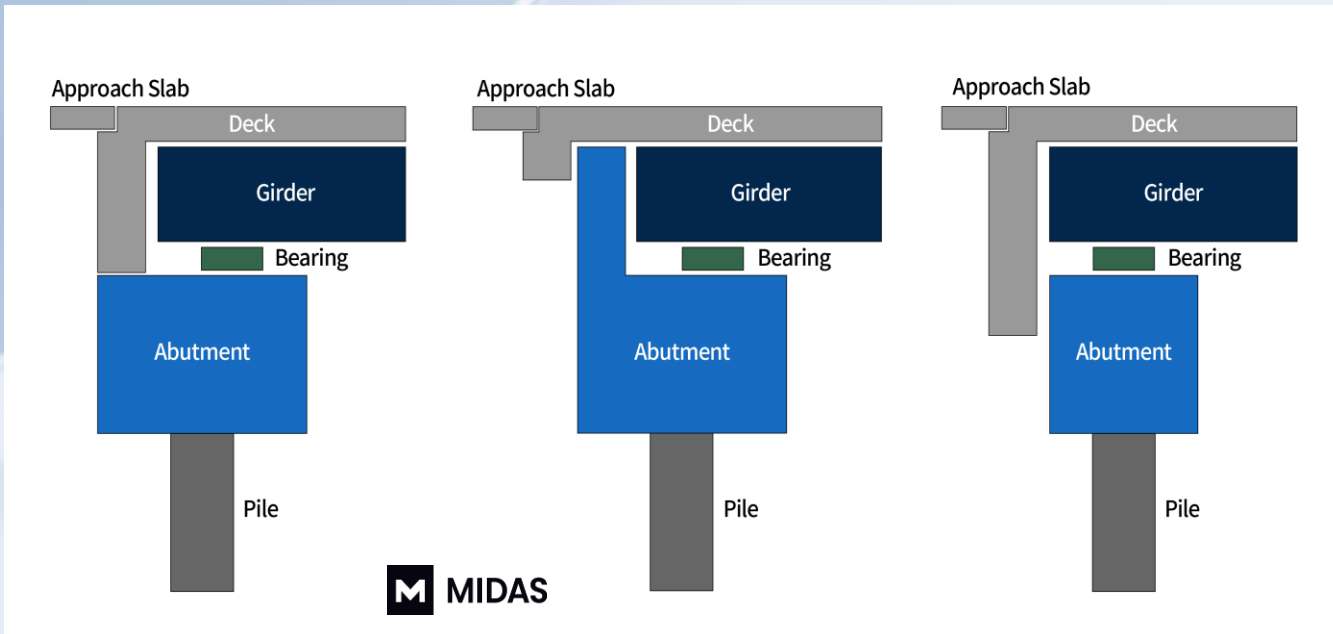 Approach Slab
Deck
Girder
Bearing
Abutment
Pile
Approach Slab
Deck
Girder
Bearing
Abutment
Pile
Approach Slab
Deck
Girder
Bearing
Abutment
Pile
M MIDAS